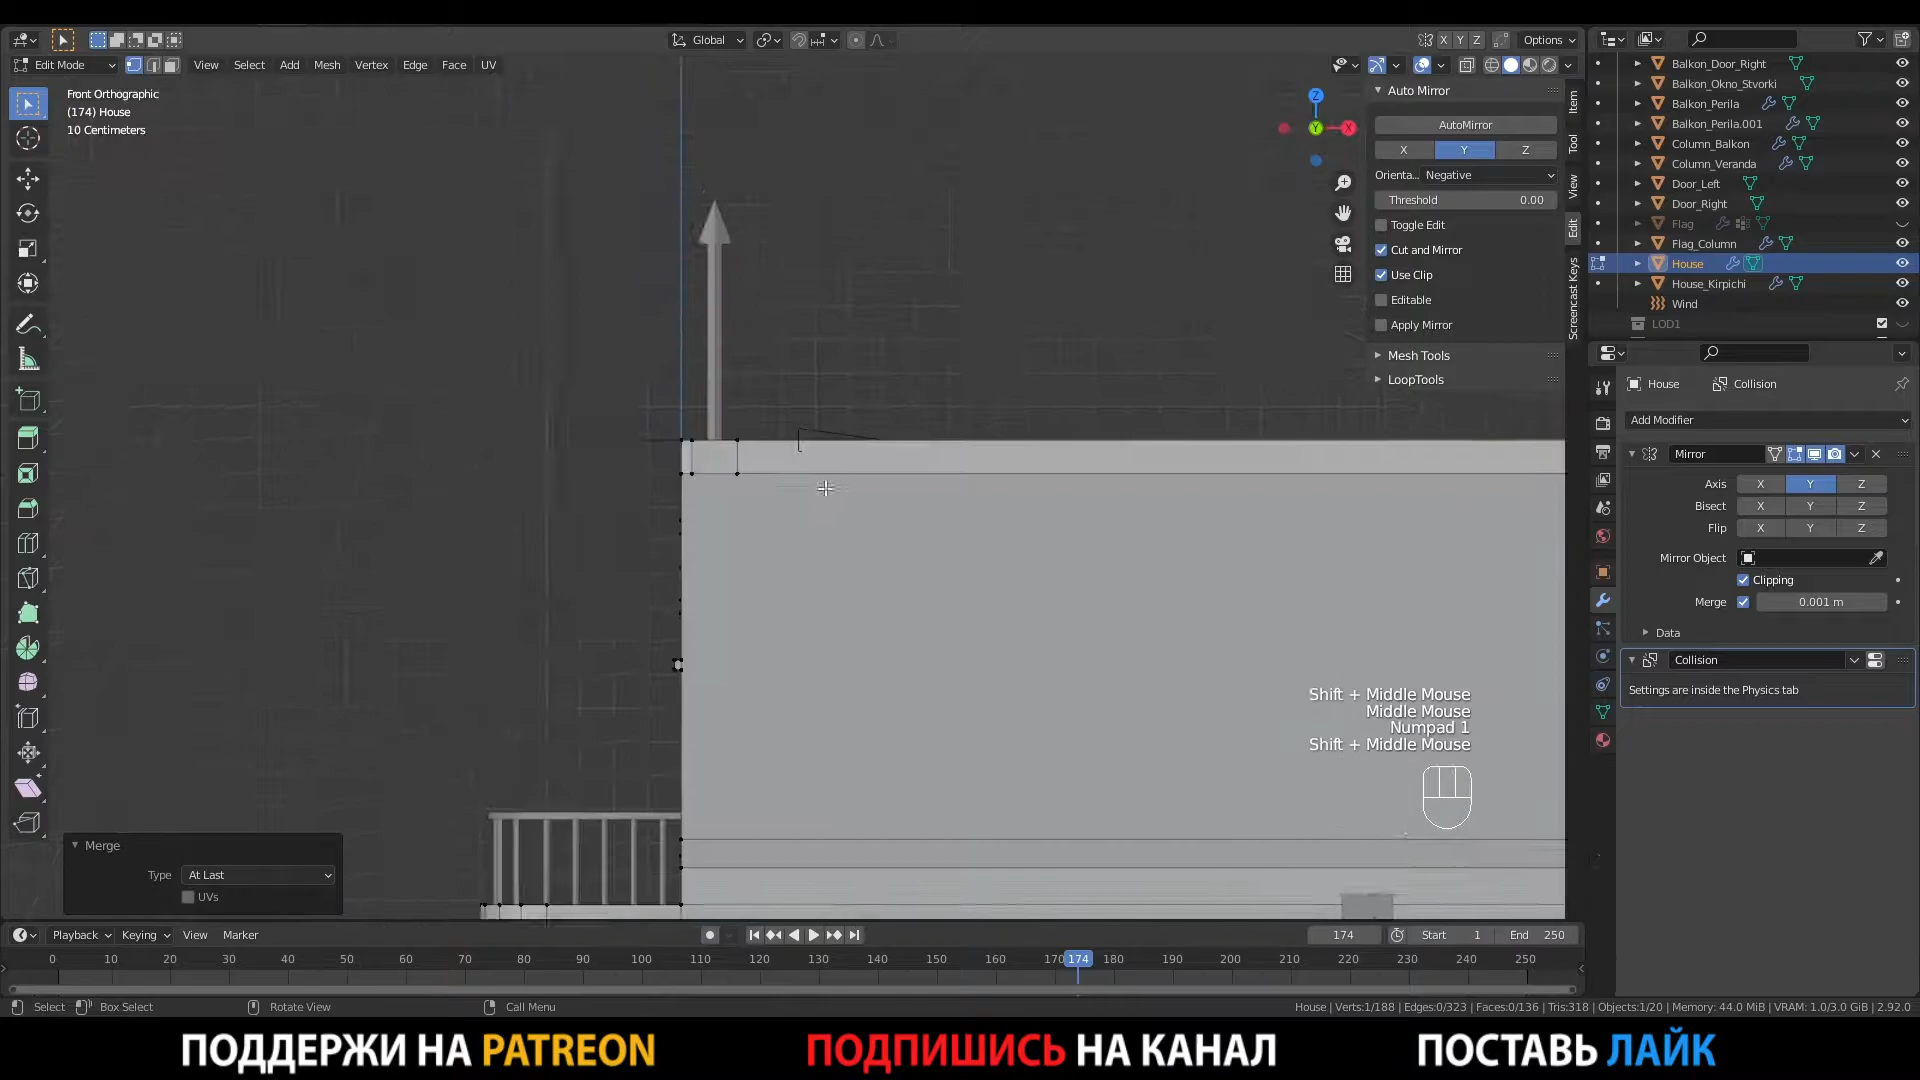 Global
X Y Z
Options
Edit Mode
View Select Add Mesh Vertex Edge Face UV
Front Orthographic
(174) House
10 Centimeters
Z
Y
X
Auto Mirror
AutoMirror
X Y Z
Orienta... Negative
Threshold 0.00
Toggle Edit
Cut and Mirror
Use Clip
Editable
Apply Mirror
Mesh Tools
LoopTools
Item
Tool
View
Edit
Screencast Keys
Balkon_Door_Right
Balkon_Okno_Stvorki
Balkon_Perila
Balkon_Perila.001
Column_Balkon
Column_Veranda
Door_Left
Door_Right
Flag
Flag_Column
House
House_Kirpichi
Wind
LOD1
House Collision
Add Modifier
Mirror
Axis X Y Z
Bisect X Y Z
Flip X Y Z
Mirror Object
Clipping
Merge 0.001 m
Data
Collision
Settings are inside the Physics tab
Shift + Middle Mouse
Middle Mouse
Numpad 1
Shift + Middle Mouse
Merge
Type At Last
UVs
Playback Keying View Marker
174 Start 1 End 250
0 10 20 30 40 50 60 70 80 90 100 110 120 130 140 150 160 170 174 180 190 200 210 220 230 240 250
Select Box Select Rotate View Call Menu
House | Verts:1/188 | Edges:0/323 | Faces:0/136 | Tris:318 | Objects:1/20 | Memory: 44.0 MiB | VRAM: 1.0/3.0 GiB | 2.92.0
ПОДДЕРЖИ НА PATREON ПОДПИШИСЬ НА КАНАЛ ПОСТАВЬ ЛАЙК